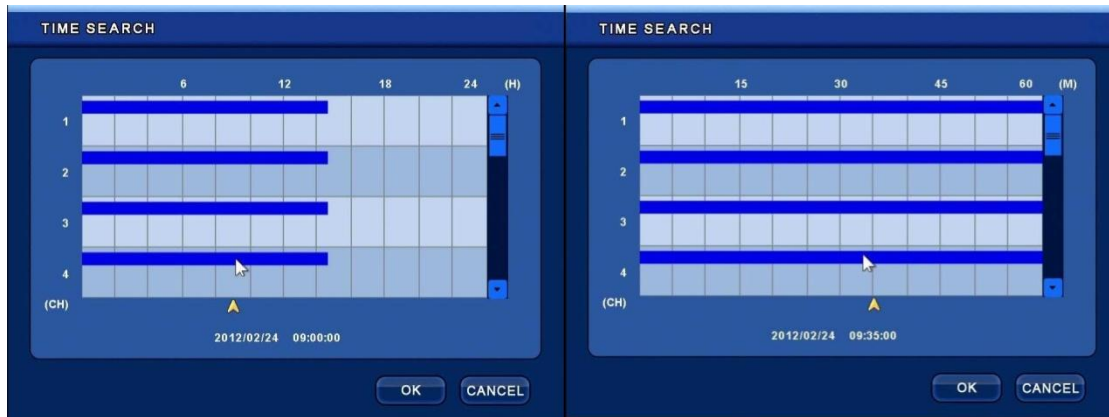 TIME SEARCH
6 12 18 24 (H)
1
2
3
4
(CH)
2012/02/24 09:00:00
OK CANCEL
TIME SEARCH
15 30 45 60 (M)
1
2
3
4
(CH)
2012/02/24 09:35:00
OK CANCEL